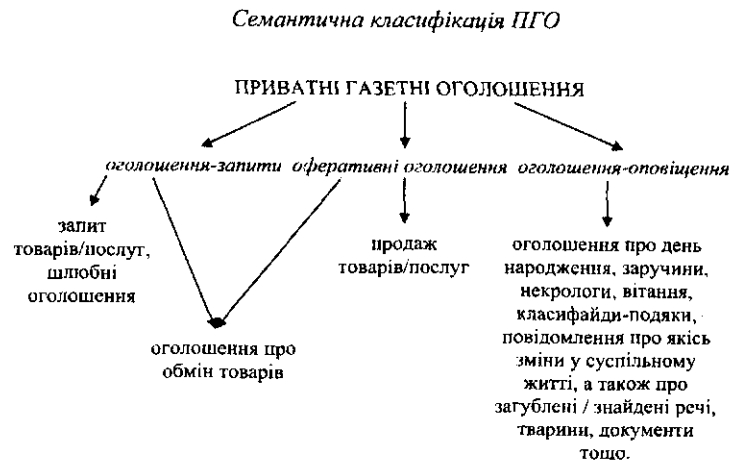 Семантична класифікація ПГО
ПРИВАТНІ ГАЗЕТНІ ОГОЛОШЕННЯ
оголошення-запити оферативні оголошення оголошення-оповіщення
запит
товарів/послуг,
шлюбні
оголошення
оголошення про
обмін товарів
продаж
товарів/послуг
оголошення про день
народження, заручини,
некрологи, вітання,
класифайди-подяки,
повідомлення про якісь
зміни у суспільному
житті, а також про
загублені / знайдені речі,
тварини, документи
тощо.